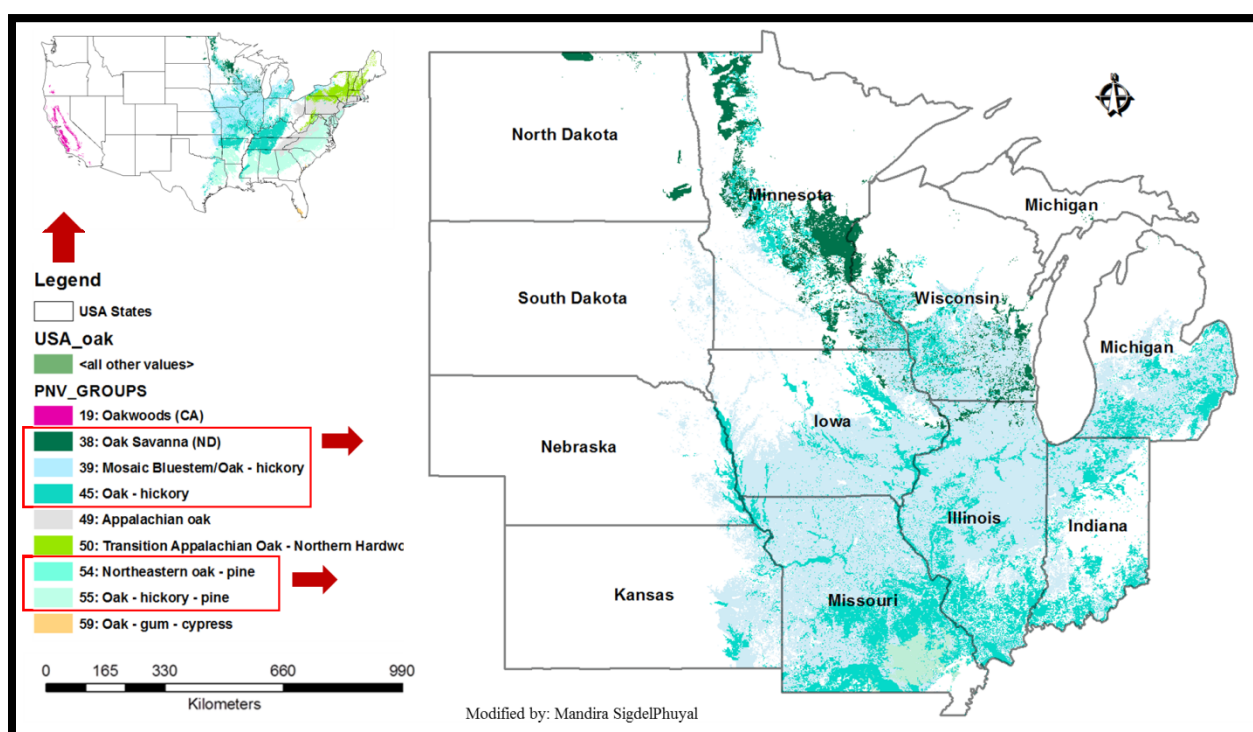 Legend
USA States
USA_oak
<all other values>
PNV_GROUPS
19: Oakwoods (CA)
38: Oak Savanna (ND)
39: Mosaic Bluestem/Oak - hickory
45: Oak - hickory
49: Appalachian oak
50: Transition Appalachian Oak - Northern Hardwo
54: Northeastern oak - pine
55: Oak - hickory - pine
59: Oak - gum - cypress
0 165 330 660 990
Kilometers
North Dakota
Minnesota
Michigan
South Dakota
Wisconsin
Michigan
Nebraska
Iowa
Illinois
Indiana
Kansas
Missouri
Modified by: Mandira SigdelPhuyal